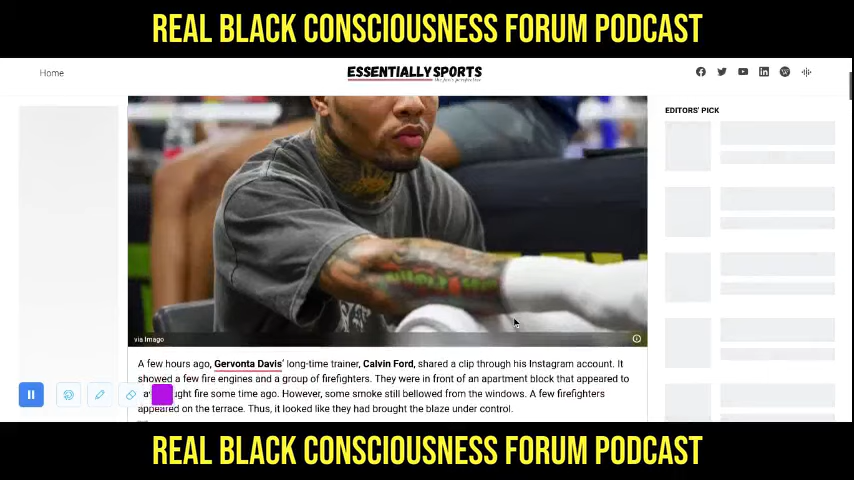 REAL BLACK CONSCIOUSNESS FORUM PODCAST
Home
ESSENTIALLYSPORTS
EDITORS' PICK
via Imago
A few hours ago, Gervonta Davis' long-time trainer, Calvin Ford, shared a clip through his Instagram account. It
showed a few fire engines and a group of firefighters. They were in front of an apartment block that appeared to
ught fire some time ago. However, some smoke still bellowed from the windows. A few firefighters
appeared on the terrace. Thus, it looked like they had brought the blaze under control.
REAL BLACK CONSCIOUSNESS FORUM PODCAST